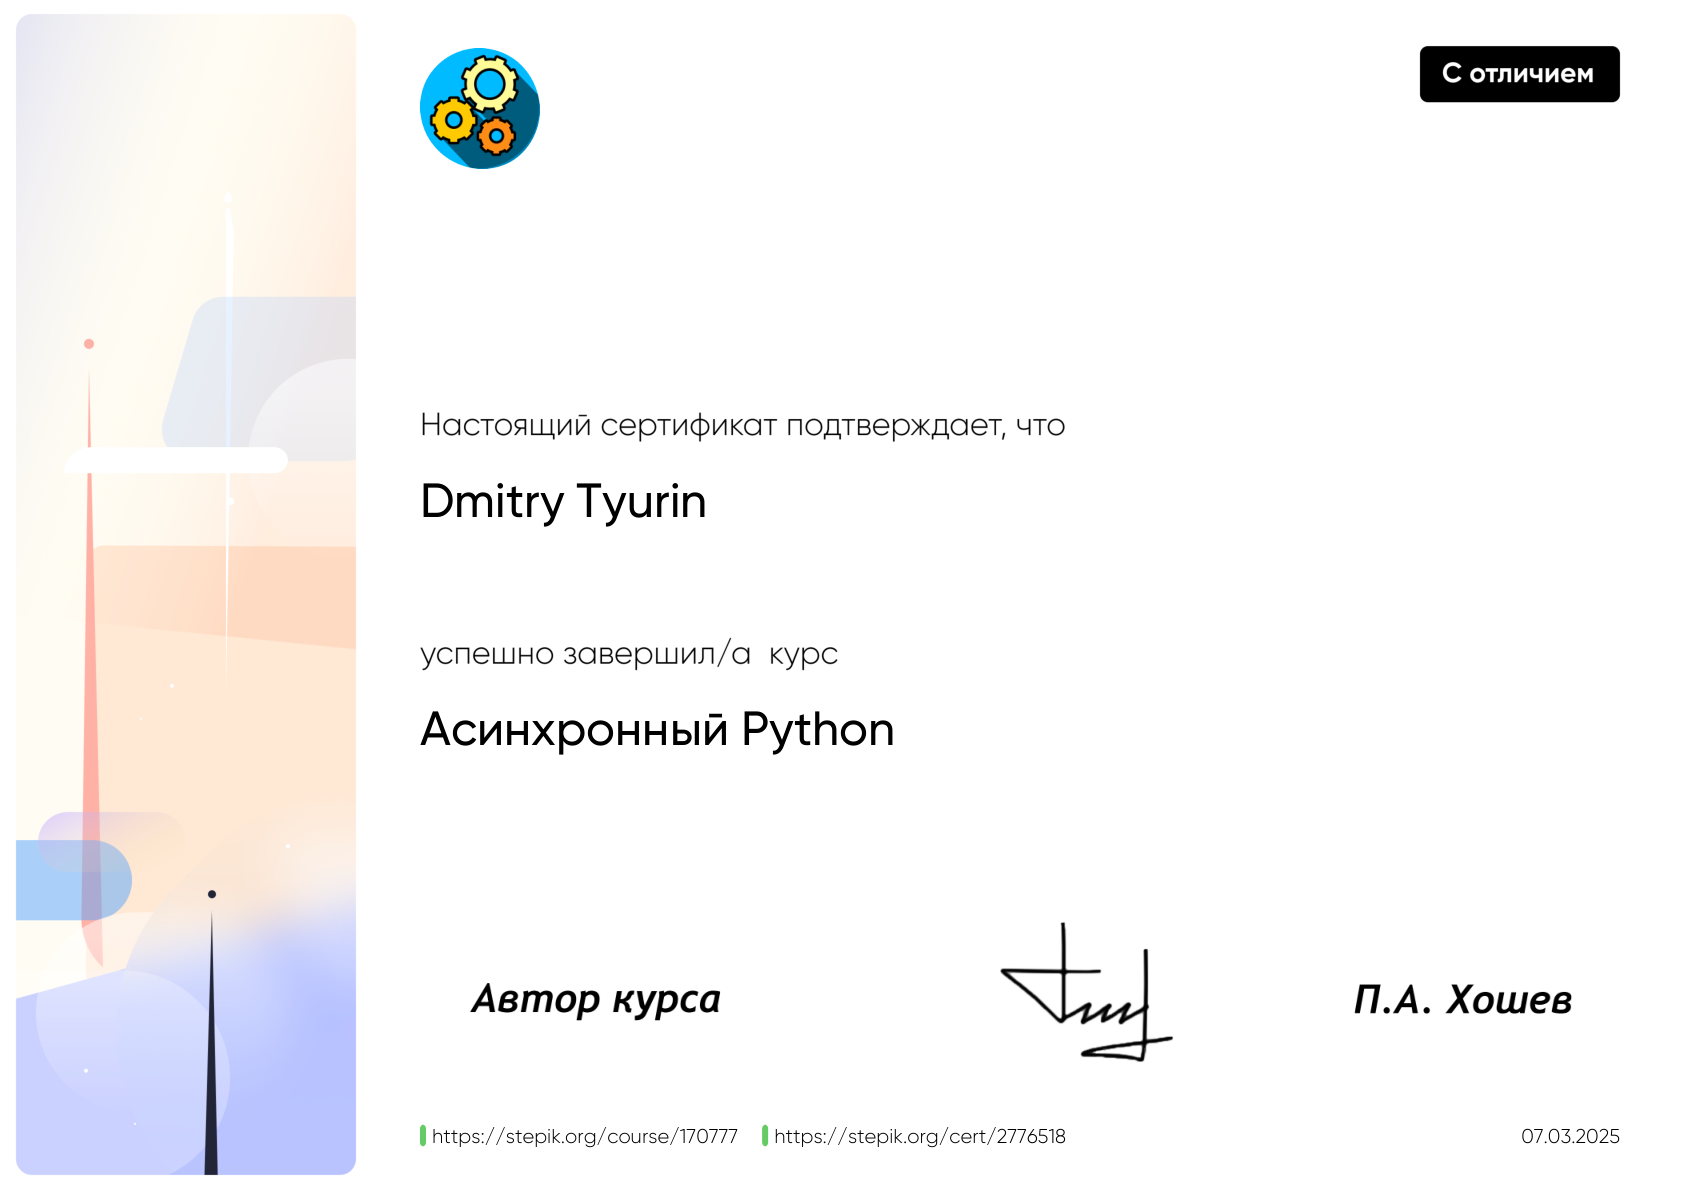 С отличием
Настоящий сертификат подтверждает, что
Dmitry Tyurin
успешно завершил/а курс
Асинхронный Python
Автор курса
П.А. Хошев
https://stepik.org/course/170777
https://stepik.org/cert/2776518
07.03.2025